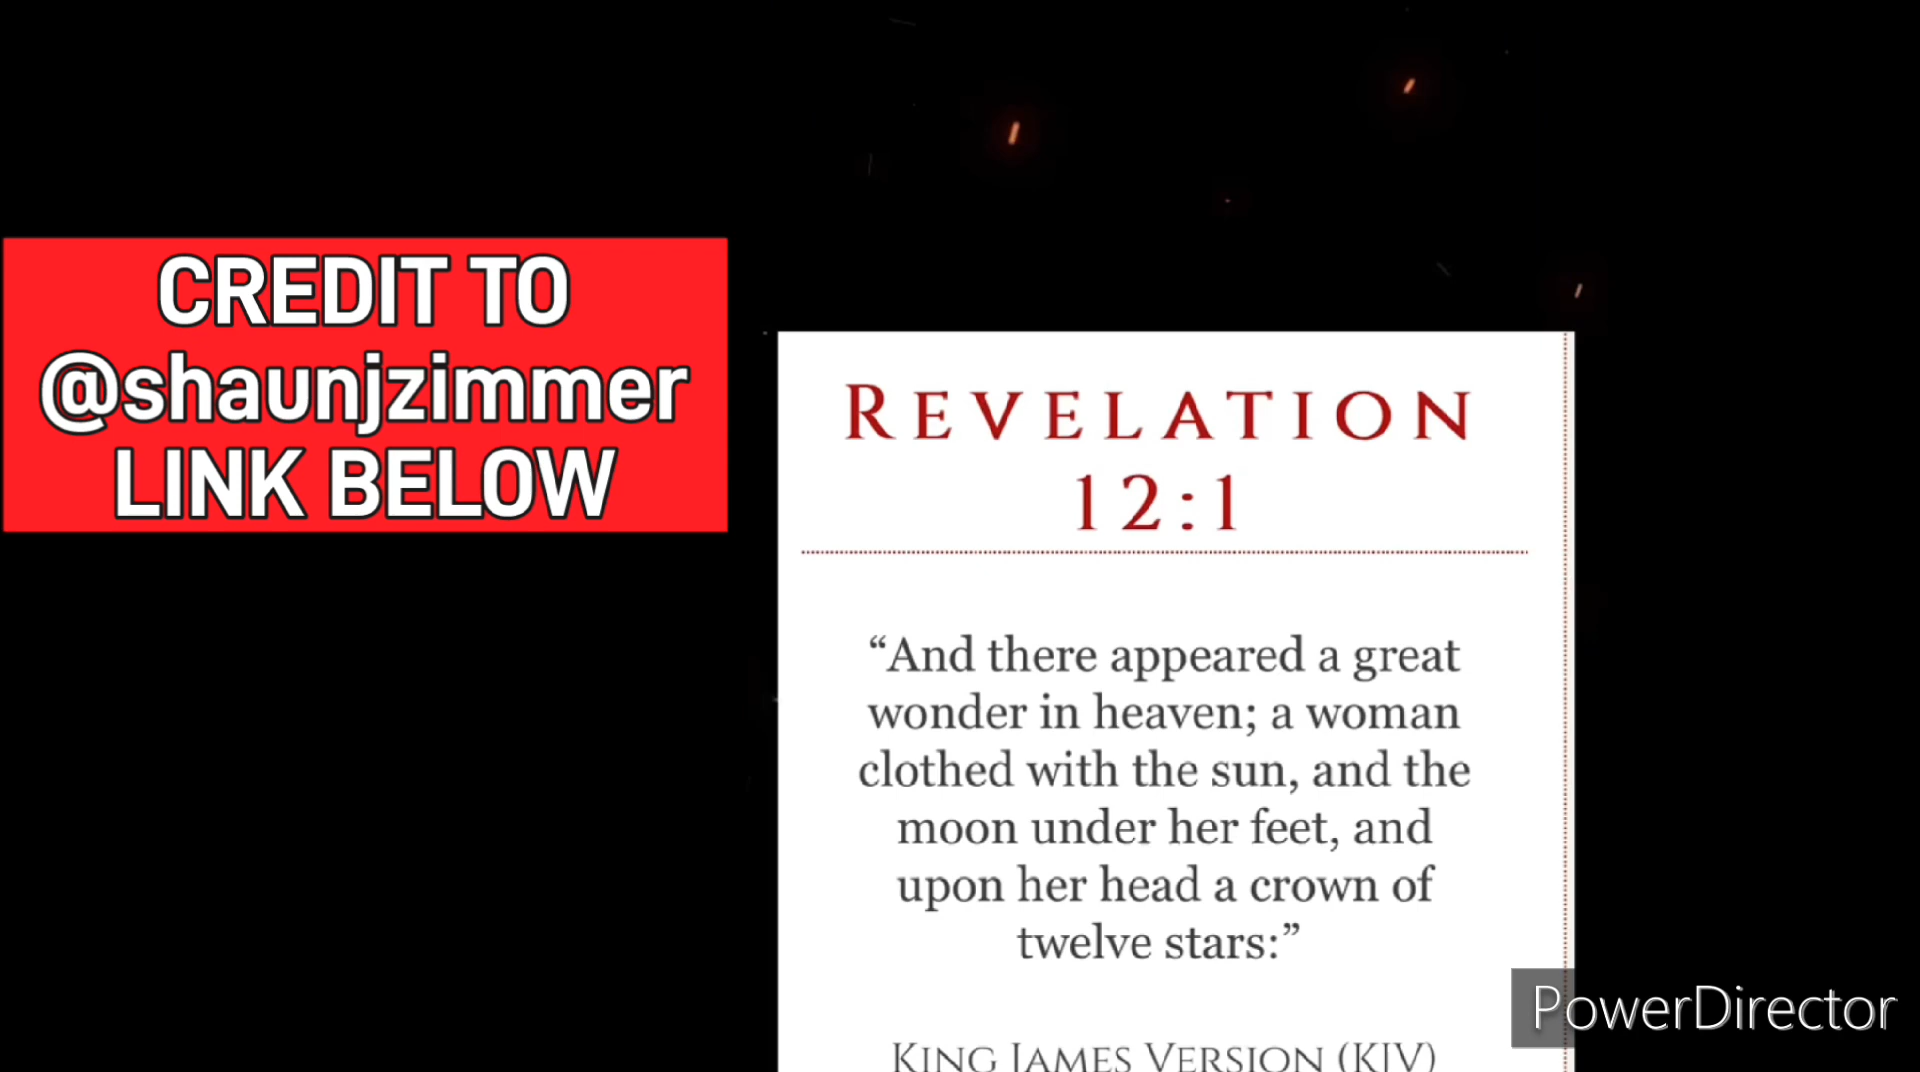 CREDIT TO
@shaunjzimmer
LINK BELOW
REVELATION
12:1
“And there appeared a great
wonder in heaven; a woman
clothed with the sun, and the
moon under her feet, and
upon her head a crown of
twelve stars:”
KING JAMES VERSION (KJV)
PowerDirector